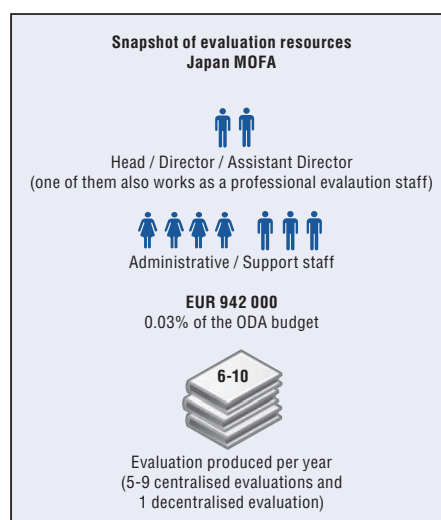 Snapshot of evaluation resources
Japan MOFA
Head / Director / Assistant Director
(one of them also works as a professional evalaution staff)
Administrative / Support staff
EUR 942 000
0.03% of the ODA budget
6-10
Evaluation produced per year
(5-9 centralised evaluations and
1 decentralised evaluation)